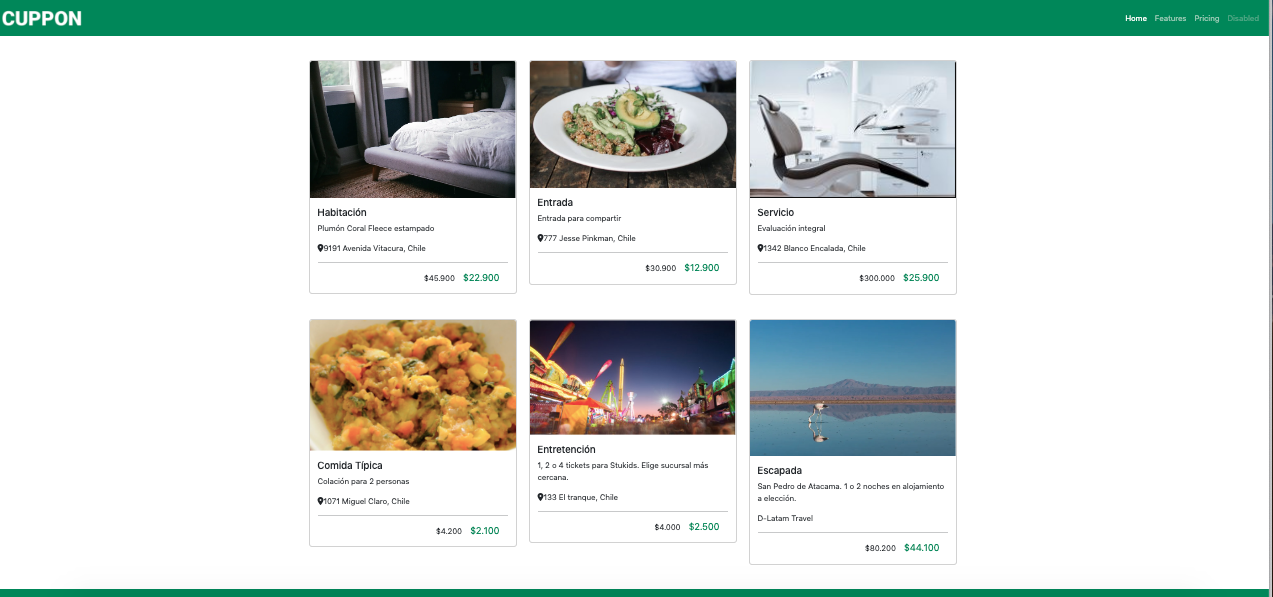 CUPPON
Home Features Pricing Disabled
Habitación
Plumón Coral Fleece estampado
9191 Avenida Vitacura, Chile
$45.900 $22.900
Entrada
Entrada para compartir
777 Jesse Pinkman, Chile
$30.900 $12.900
Servicio
Evaluación integral
1342 Blanco Encalada, Chile
$300.000 $25.900
Comida Típica
Colación para 2 personas
1071 Miguel Claro, Chile
$4.200 $2.100
Entretención
1, 2 o 4 tickets para Stukids. Elige sucursal más
cercana.
133 El tranque, Chile
$4.000 $2.500
Escapada
San Pedro de Atacama. 1 o 2 noches en alojamiento
a elección.
D-Latam Travel
$80.200 $44.100